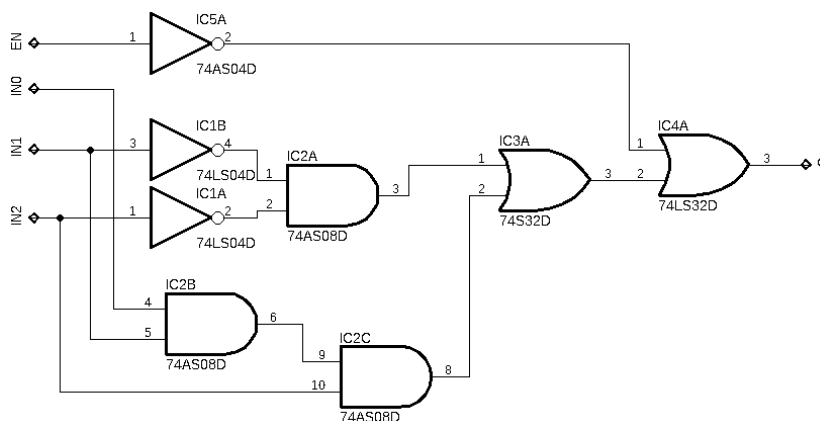 EN
1
IC5A
2
74AS04D
IN0
IN1
3
IC1B
4
74LS04D
IN2
1
IC1A
2
74LS04D
IC2A
1
2
3
74AS08D
IC3A
1
2
3
74S32D
IC4A
1
2
3
74LS32D
IC2B
4
5
6
74AS08D
IC2C
9
10
8
74AS08D